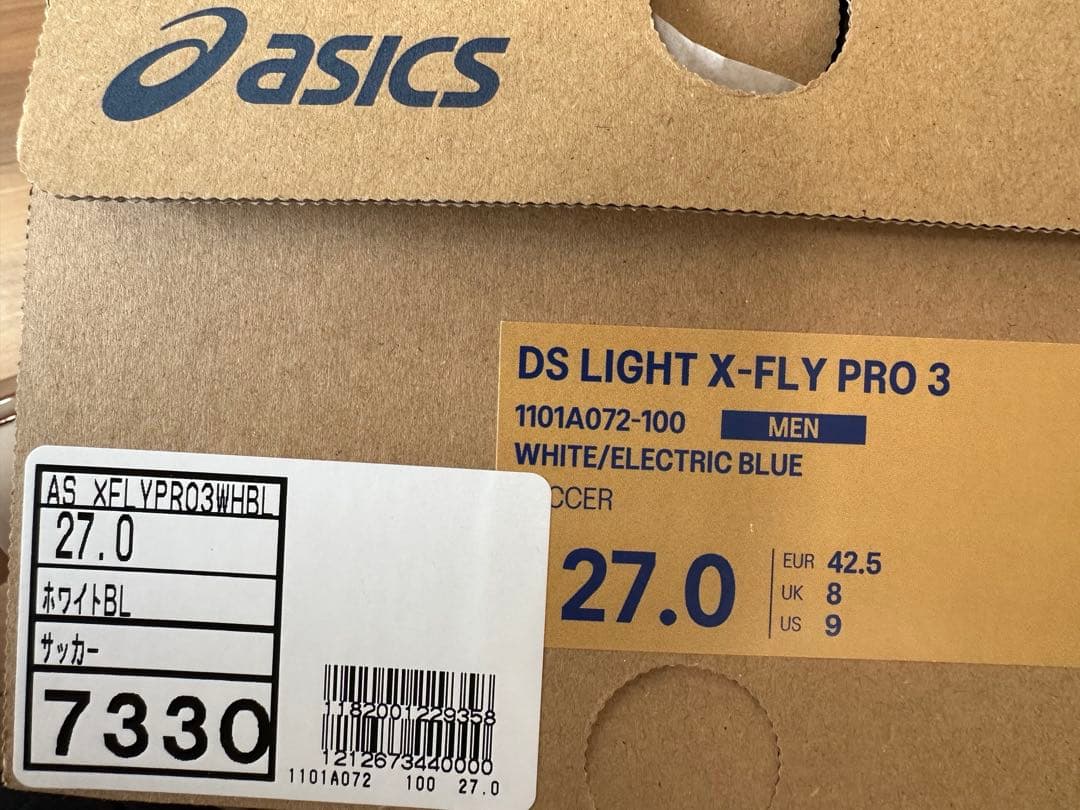 asics
DS LIGHT X-FLY PRO 3
1101A072-100 MEN
WHITE/ELECTRIC BLUE
CCER
27.0
EUR 42.5
UK 8
US 9
AS XFLYPRO3WHBL
27.0
ホワイトBL
サッカー
7330
1182001229358
1212673440000
1101A072 100 27.0